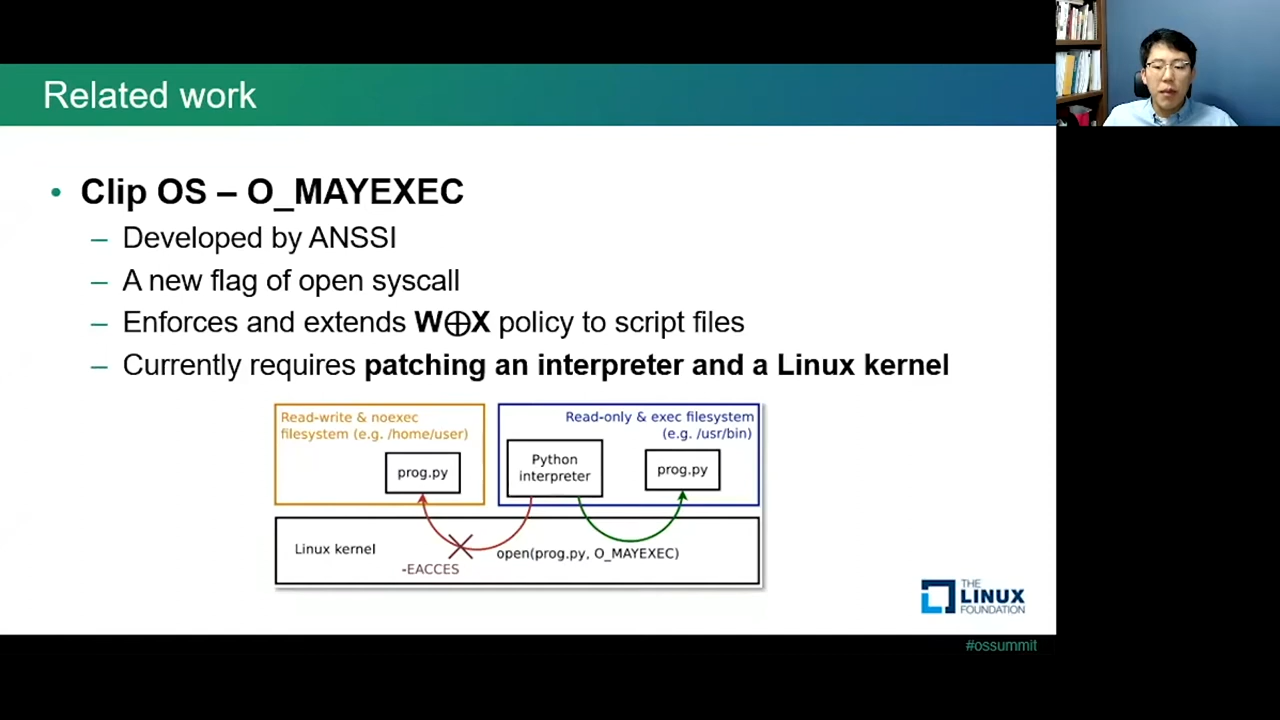 Related work
• Clip OS – O_MAYEXEC
– Developed by ANSSI
– A new flag of open syscall
– Enforces and extends W⊕X policy to script files
– Currently requires patching an interpreter and a Linux kernel
Read-write & noexec
filesystem (e.g. /home/user)
prog.py
Read-only & exec filesystem
(e.g. /usr/bin)
Python
interpreter
prog.py
Linux kernel
-EACCES
open(prog.py, O_MAYEXEC)
THE
LINUX
FOUNDATION
#ossummit